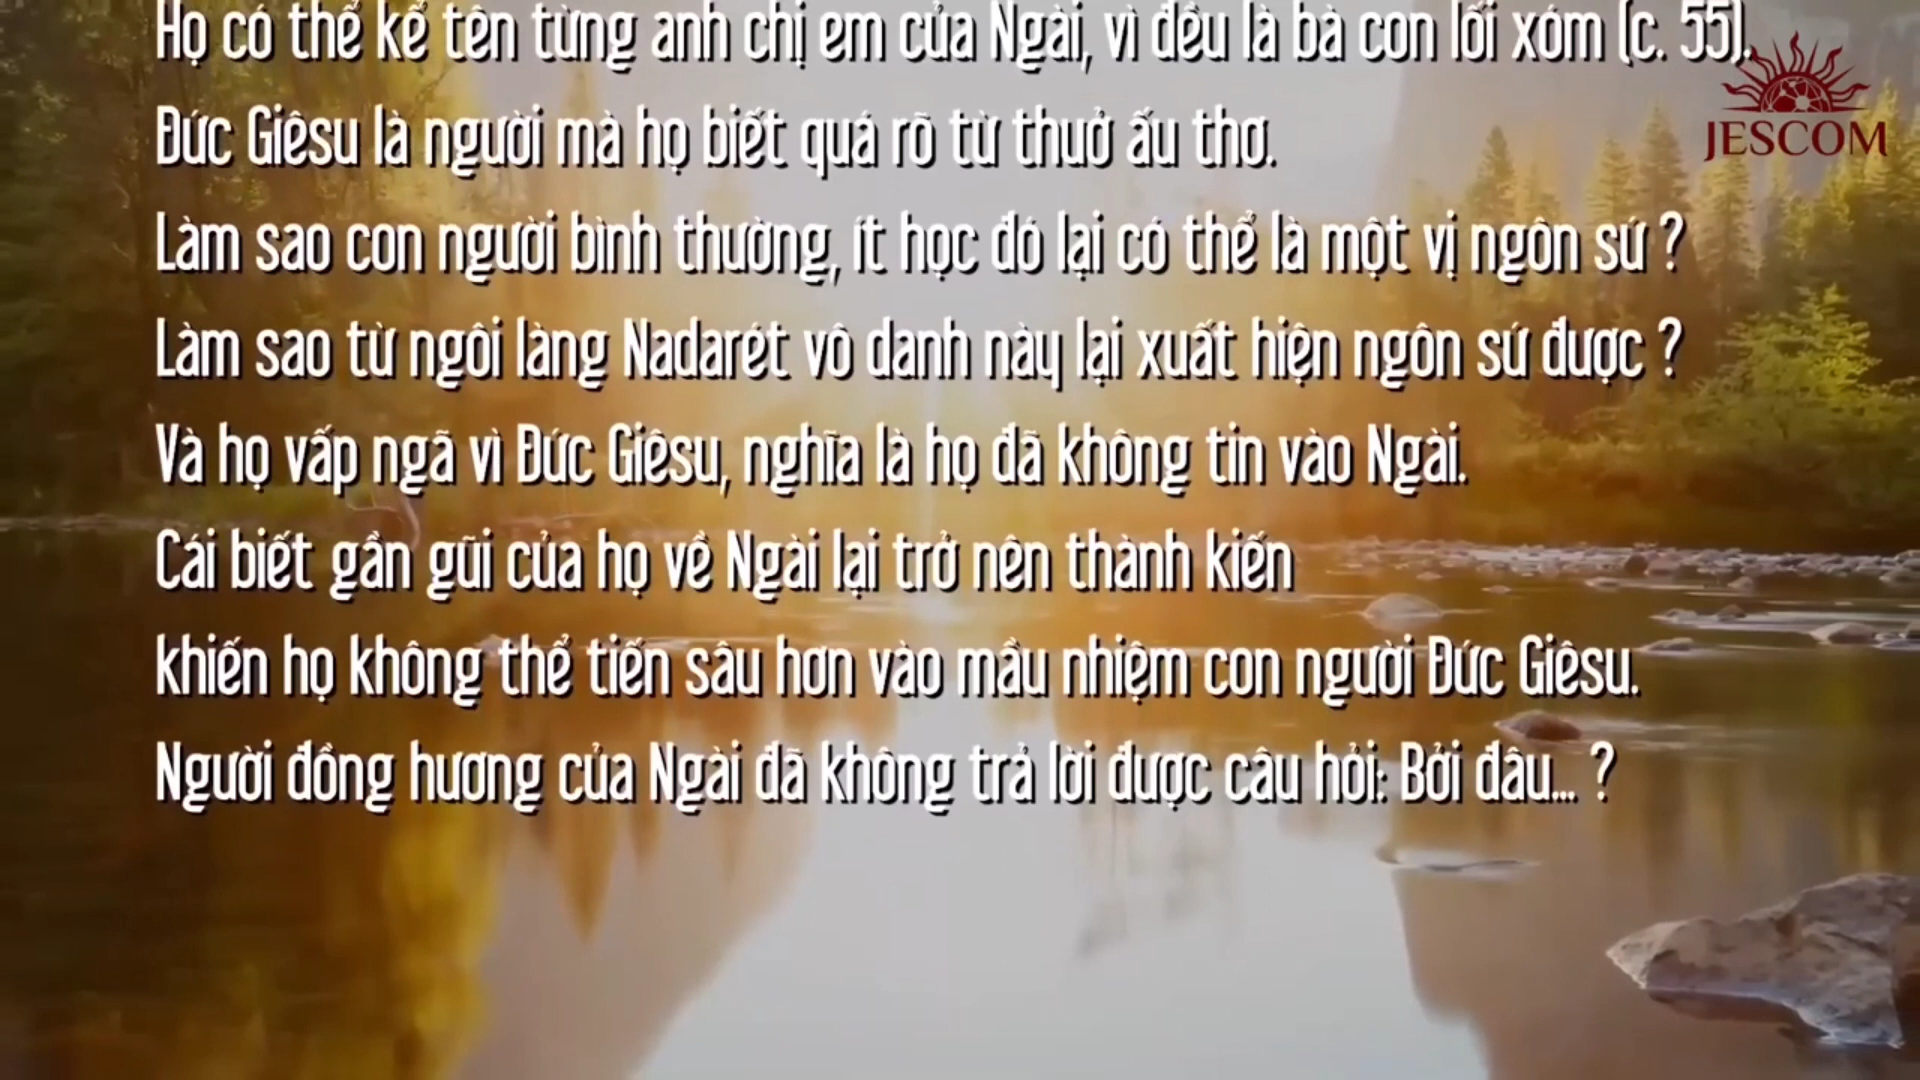 Họ có thể kể tên từng anh chị em của Ngài, vì đều là bà con lối xóm (c. 55).
JESCOM
Đức Giêsu là người mà họ biết quá rõ từ thuở ấu thơ.
Làm sao con người bình thường, ít học đó lại có thể là một vị ngôn sứ ?
Làm sao từ ngôi làng Nadarét vô danh này lại xuất hiện ngôn sứ được ?
Và họ vấp ngã vì Đức Giêsu, nghĩa là họ đã không tin vào Ngài.
Cái biết gần gũi của họ về Ngài lại trở nên thành kiến
khiến họ không thể tiến sâu hơn vào mầu nhiệm con người Đức Giêsu.
Người đồng hương của Ngài đã không trả lời được câu hỏi: Bởi đâu... ?